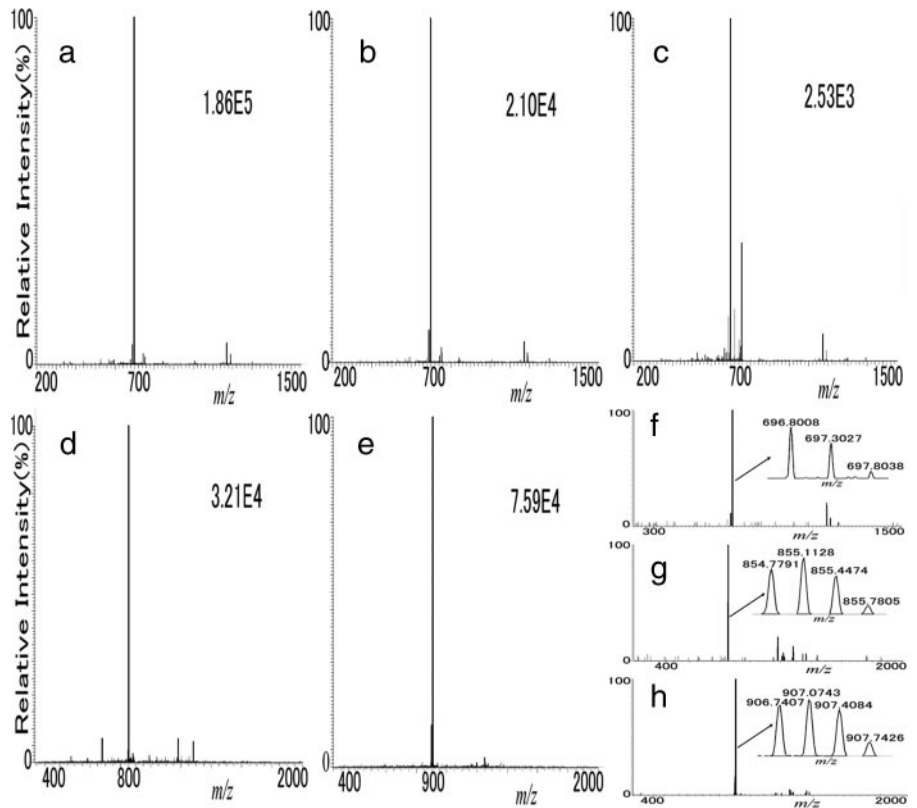 100
a
1.86E5
Relative Intensity(%)
0
200
700
m/z
1500
100
b
2.10E4
0
200
700
m/z
1500
100
c
2.53E3
0
200
700
m/z
1500
100
d
3.21E4
Relative Intensity(%)
0
400
800
m/z
2000
100
e
7.59E4
0
400
900
m/z
2000
100
f
696.8008
697.3027
697.8038
m/z
0
300
m/z
1500
100
g
854.7791
855.1128
855.4474
855.7805
m/z
0
400
m/z
2000
100
h
906.7407
907.0743
907.4084
907.7426
m/z
0
400
m/z
2000